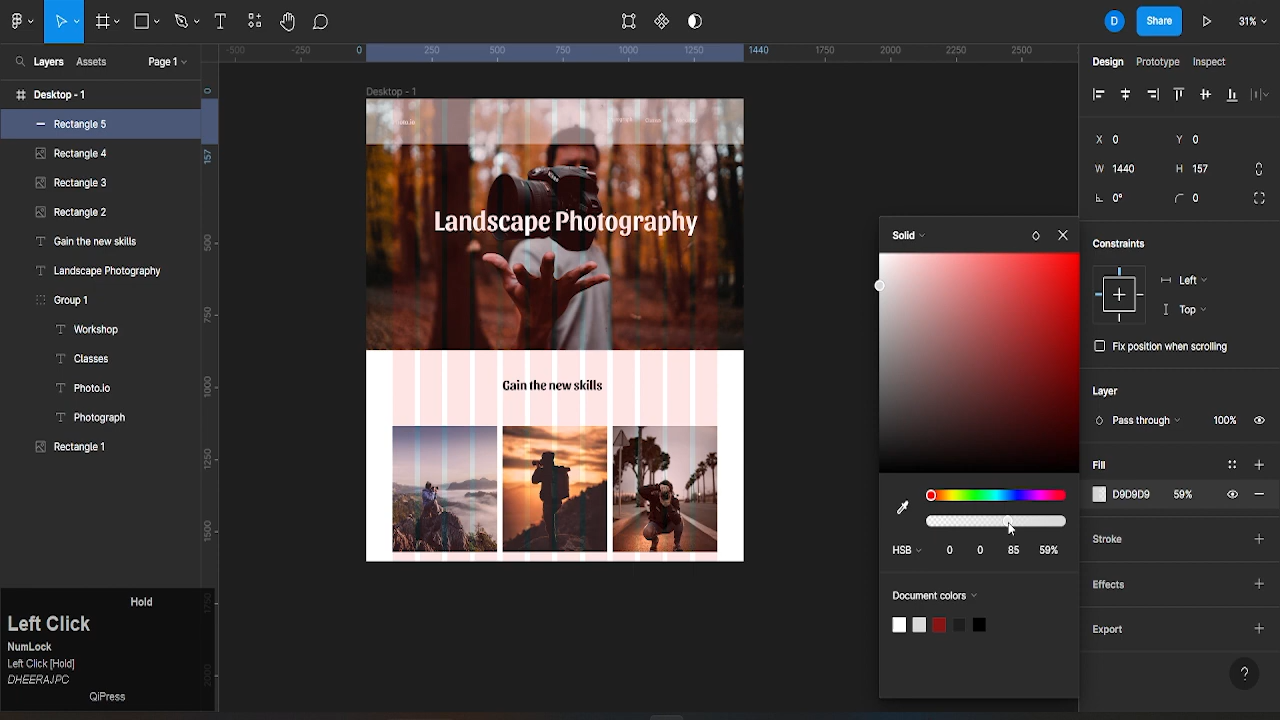 Share
31%
Layers
Assets
Page 1
-500
-250
0
250
500
750
1000
1250
1440
1750
2000
2250
2500
Design
Prototype
Inspect
Desktop - 1
Rectangle 5
Rectangle 4
Rectangle 3
Rectangle 2
Gain the new skills
Landscape Photography
Group 1
Workshop
Classes
Photo.io
Photograph
Rectangle 1
0
157
500
750
1000
1250
1500
1750
2000
Desktop - 1
Landscape Photography
Gain the new skills
X 0
Y 0
W 1440
H 157
0°
0
Constraints
Left
Top
Fix position when scrolling
Layer
Pass through
100%
Fill
D9D9D9
59%
Stroke
Effects
Export
?
Solid
HSB
0
0
85
59%
Document colors
D
Hold
Left Click
NumLock
Left Click [Hold]
DHEERAJPC
QiPress